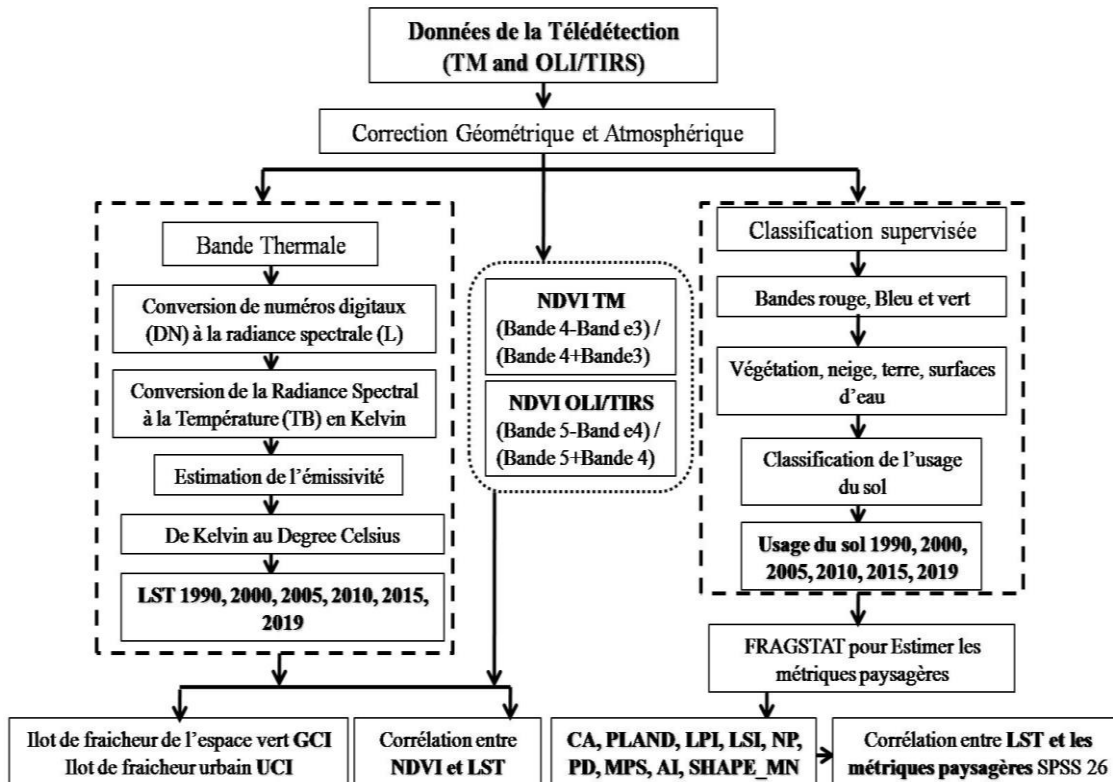 Données de la Télédétection
(TM and OLI/TIRS)
Correction Géométrique et Atmosphérique
Bande Thermale
Conversion de numéros digitaux
(DN) à la radiance spectrale (L)
Conversion de la Radiance Spectral
à la Température (TB) en Kelvin
Estimation de l'émissivité
De Kelvin au Degree Celsius
LST 1990, 2000, 2005, 2010, 2015,
2019
NDVI TM
(Bande 4-Band e3) /
(Bande 4+Bande3)
NDVI OLI/TIRS
(Bande 5-Band e4) /
(Bande 5+Bande 4)
Classification supervisée
Bandes rouge, Bleu et vert
Végétation, neige, terre, surfaces
d'eau
Classification de l'usage
du sol
Usage du sol 1990, 2000,
2005, 2010, 2015, 2019
FRAGSTAT pour Estimer les
métriques paysagères
Ilot de fraicheur de l'espace vert GCI
Ilot de fraicheur urbain UCI
Corrélation entre
NDVI et LST
CA, PLAND, LPI, LSI, NP,
PD, MPS, AI, SHAPE_MN
Corrélation entre LST et les
métriques paysagères SPSS 26